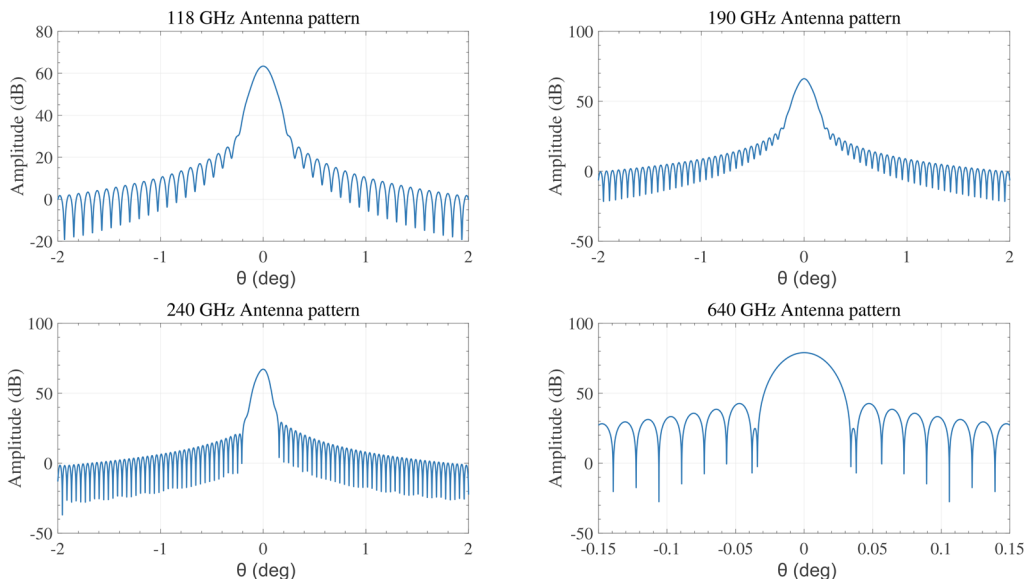 118 GHz Antenna pattern
80
60
40
20
0
-20
Amplitude (dB)
-2 -1 0 1 2
θ (deg)
190 GHz Antenna pattern
100
50
0
-50
Amplitude (dB)
-2 -1 0 1 2
θ (deg)
240 GHz Antenna pattern
100
50
0
-50
Amplitude (dB)
-2 -1 0 1 2
θ (deg)
640 GHz Antenna pattern
100
50
0
-50
Amplitude (dB)
-0.15 -0.1 -0.05 0 0.05 0.1 0.15
θ (deg)